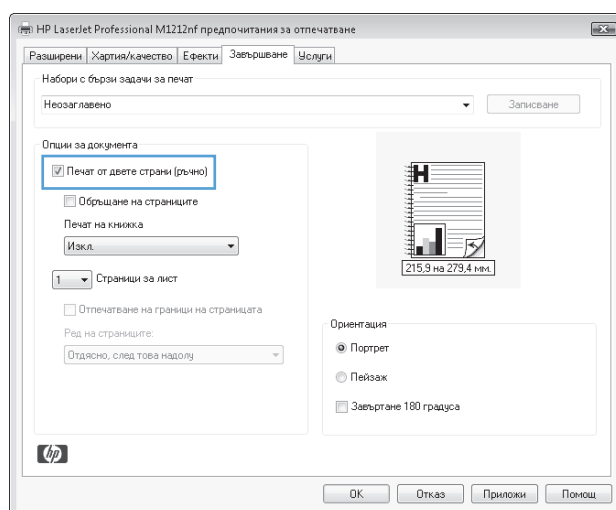 HP LaserJet Professional M1212nf предпочитания за отпечатване
Разширени Хартия/качество Ефекти Завършване Услуги
Набори с бързи задачи за печат
Неозаглавено Записване
Опции за документа
Печат от двете страни (ръчно)
Обръщане на страниците
Печат на книжка
Изкл.
1 Страници за лист
Отпечатване на граници на страницата
Ред на страниците:
Отдясно, след това надолу
H
215,9 на 279,4 мм.
Ориентация
Портрет
Пейзаж
Завъртане 180 градуса
hp
OK Отказ Приложи Помощ